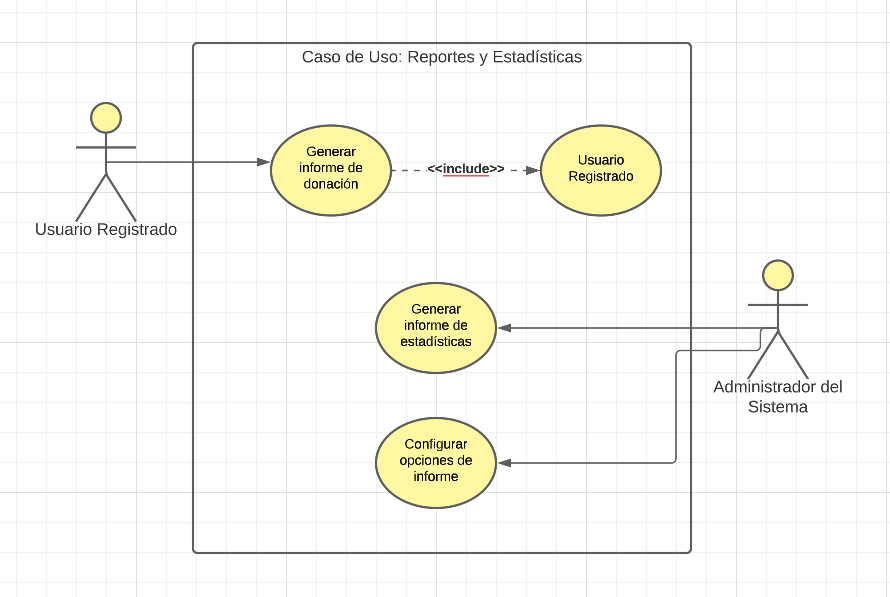 Caso de Uso: Reportes y Estadísticas
Generar
informe de
donación
<<include>>
Usuario
Registrado
Usuario Registrado
Generar
informe de
estadísticas
Administrador del
Sistema
Configurar
opciones de
informe